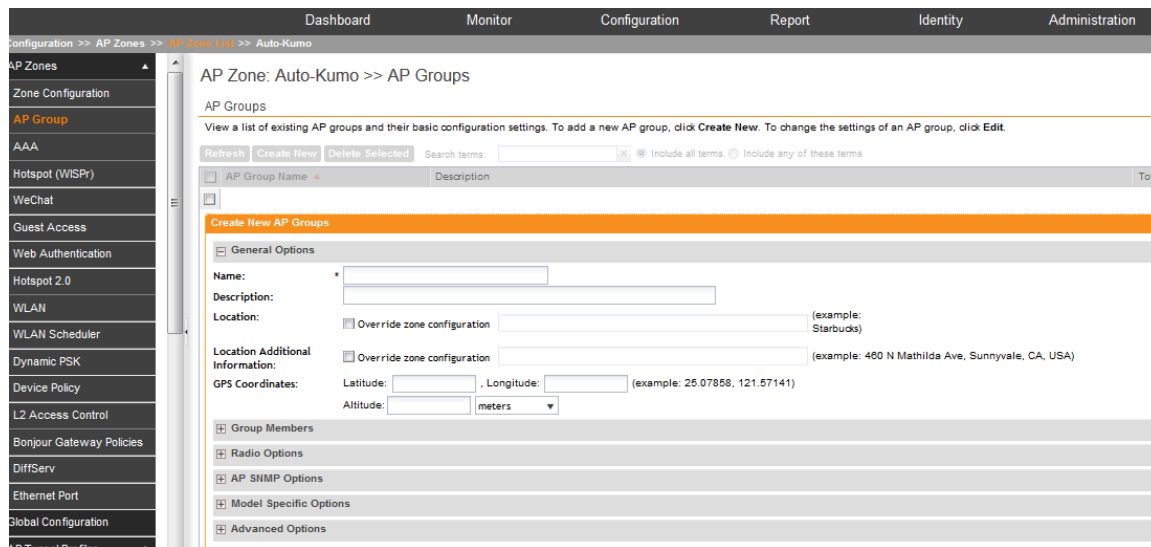 Dashboard Monitor Configuration Report Identity Administration
Configuration >> AP Zones >> AP Zone List >> Auto-Kumo
AP Zones
Zone Configuration
AP Group
AAA
Hotspot (WISPr)
WeChat
Guest Access
Web Authentication
Hotspot 2.0
WLAN
WLAN Scheduler
Dynamic PSK
Device Policy
L2 Access Control
Bonjour Gateway Policies
DiffServ
Ethernet Port
Global Configuration
AP Zone: Auto-Kumo >> AP Groups
AP Groups
View a list of existing AP groups and their basic configuration settings. To add a new AP group, click Create New. To change the settings of an AP group, click Edit.
Refresh Create New Delete Selected Search terms: x Include all terms Include any of these terms
AP Group Name Description To
Create New AP Groups
General Options
Name: *
Description:
Location: Override zone configuration (example: 
Starbucks)
Location Additional
Information: Override zone configuration (example: 460 N Mathilda Ave, Sunnyvale, CA, USA)
GPS Coordinates: Latitude: , Longitude: (example: 25.07858, 121.57141)
Altitude: meters
Group Members
Radio Options
AP SNMP Options
Model Specific Options
Advanced Options